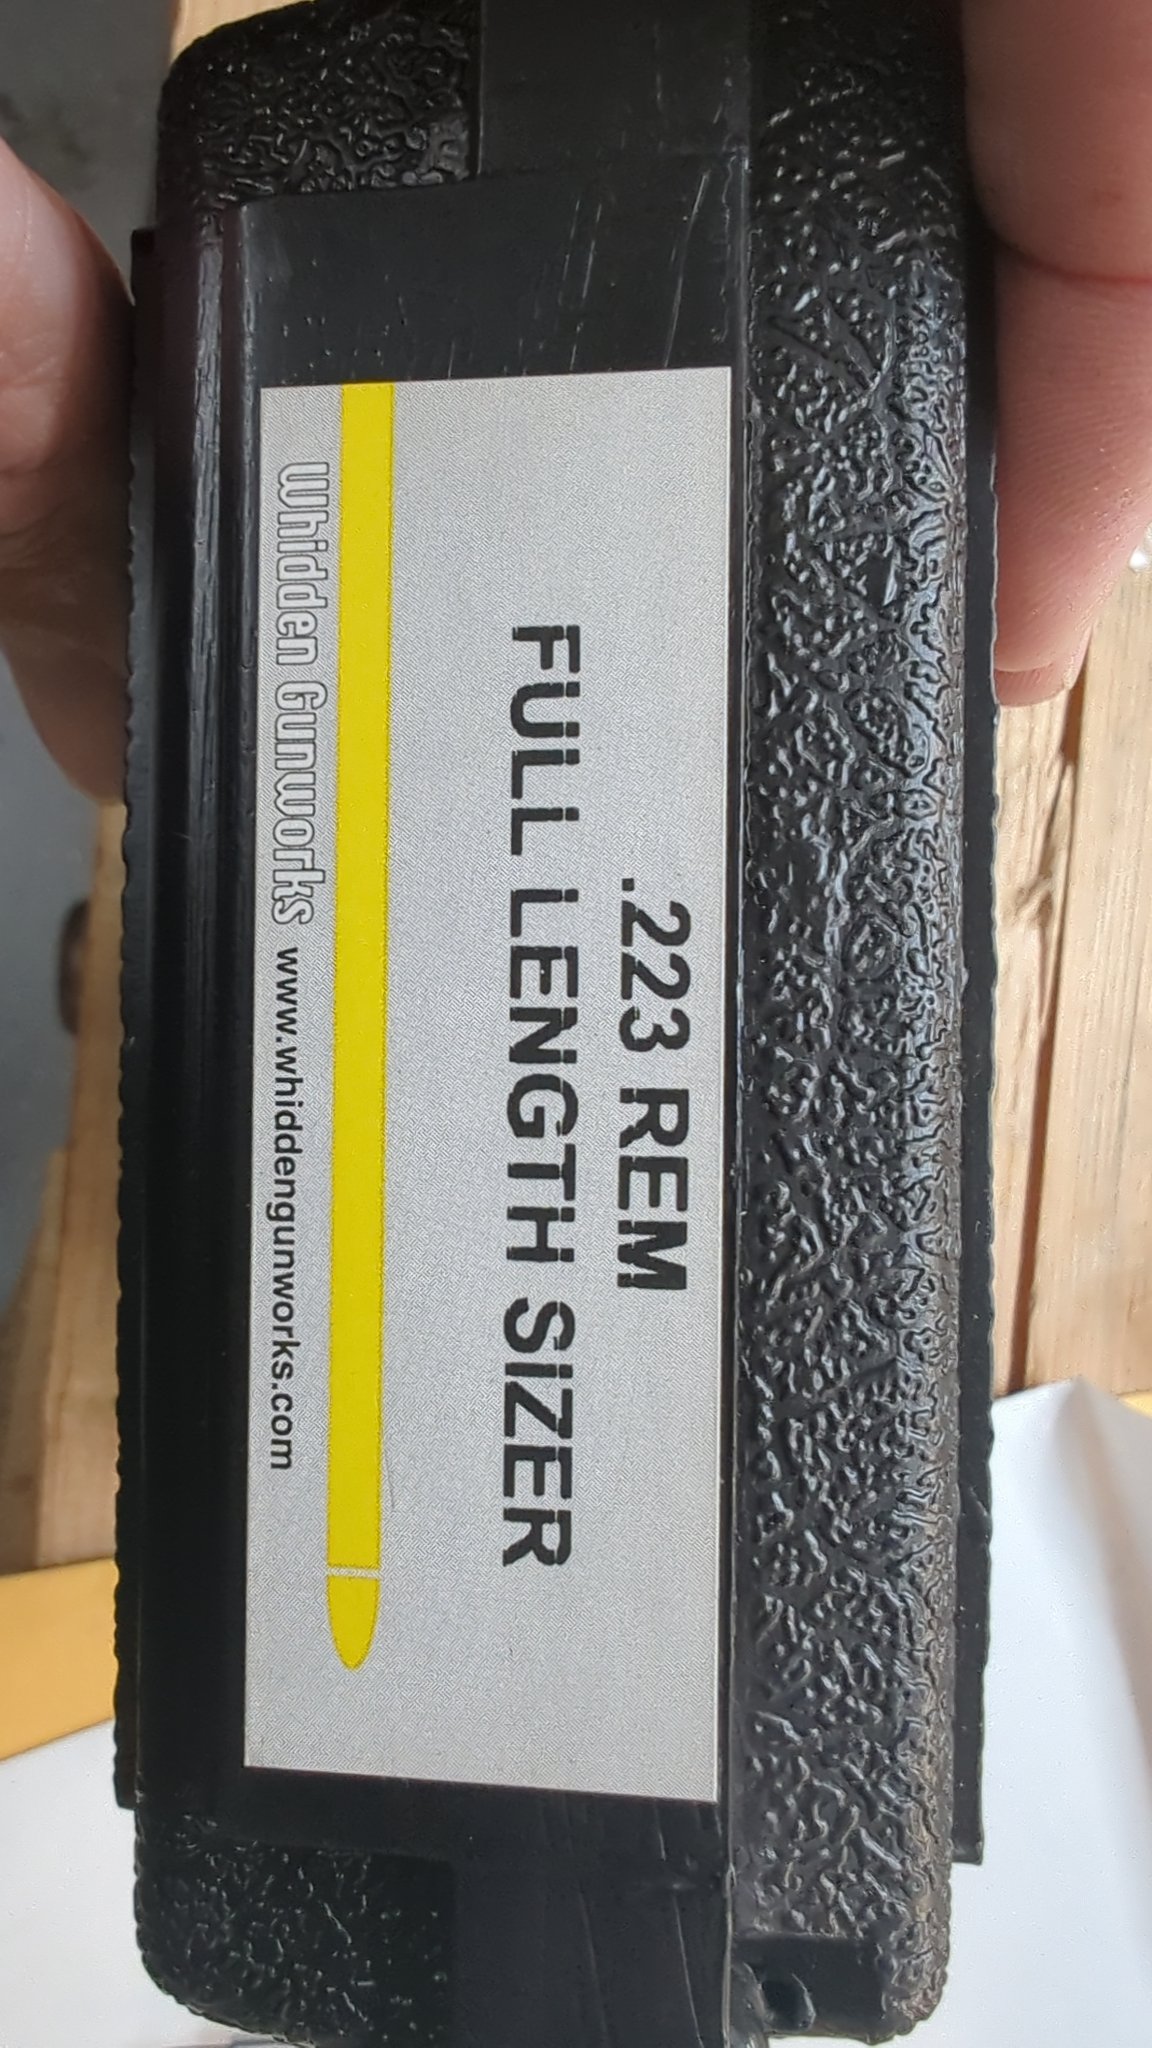 .223 REM
FULL LENGTH SIZER
Whidden Gunworks www.whiddengunworks.com